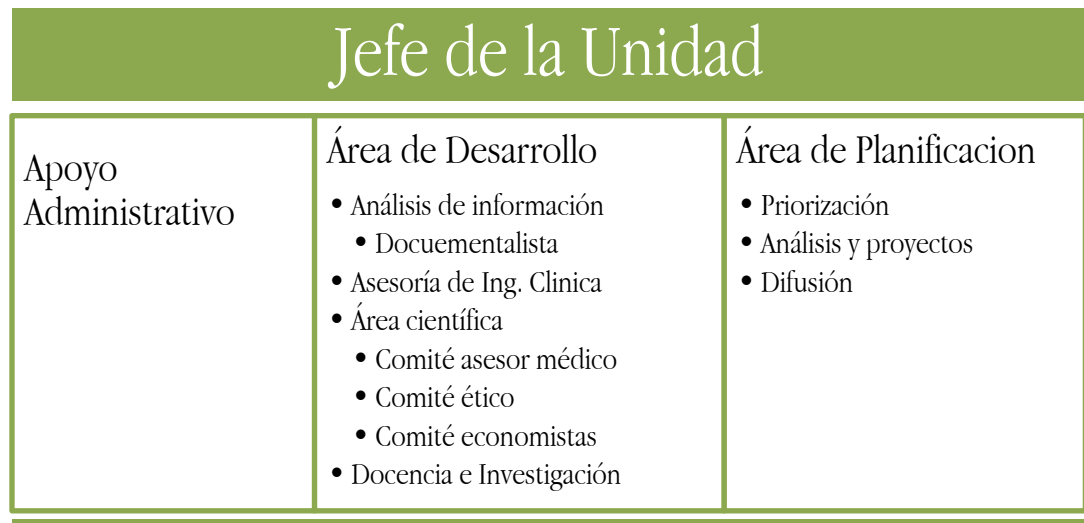 Jefe de la Unidad
Apoyo
Administrativo
Área de Desarrollo
• Análisis de información
• Docuementalista
• Asesoría de Ing. Clinica
• Área científica
• Comité asesor médico
• Comité ético
• Comité economistas
• Docencia e Investigación
Área de Planificacion
• Priorización
• Análisis y proyectos
• Difusión